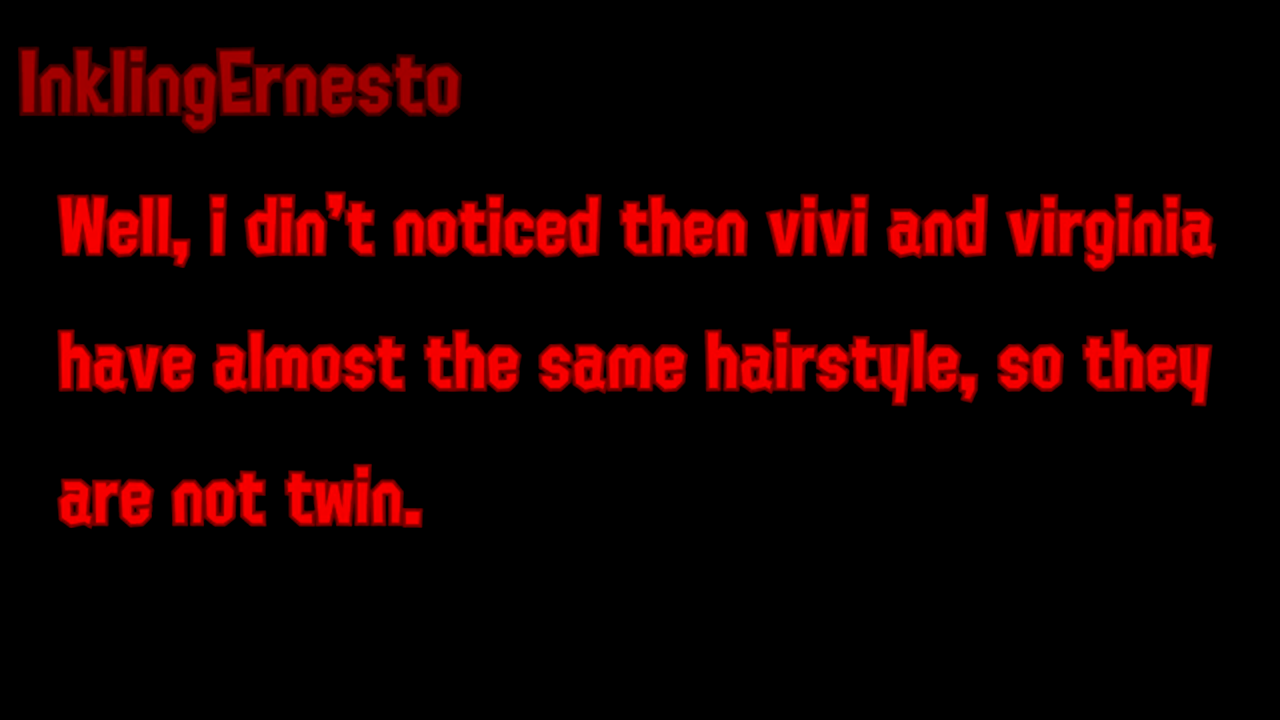 InklingErnesto
Well, i din't noticed then vivi and virginia
have almost the same hairstyle, so they
are not twin.